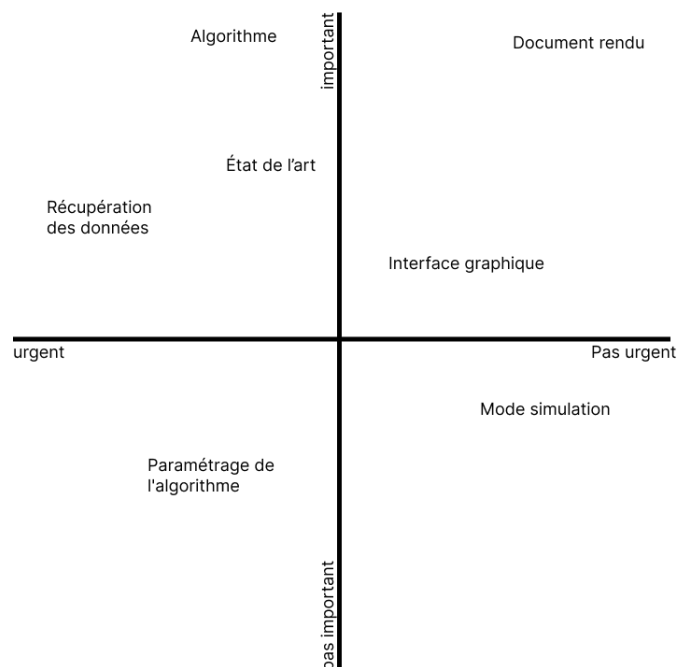 Algorithme
important
Document rendu
État de l’art
Récupération
des données
Interface graphique
urgent
Pas urgent
Mode simulation
Paramétrage de
l'algorithme
pas important